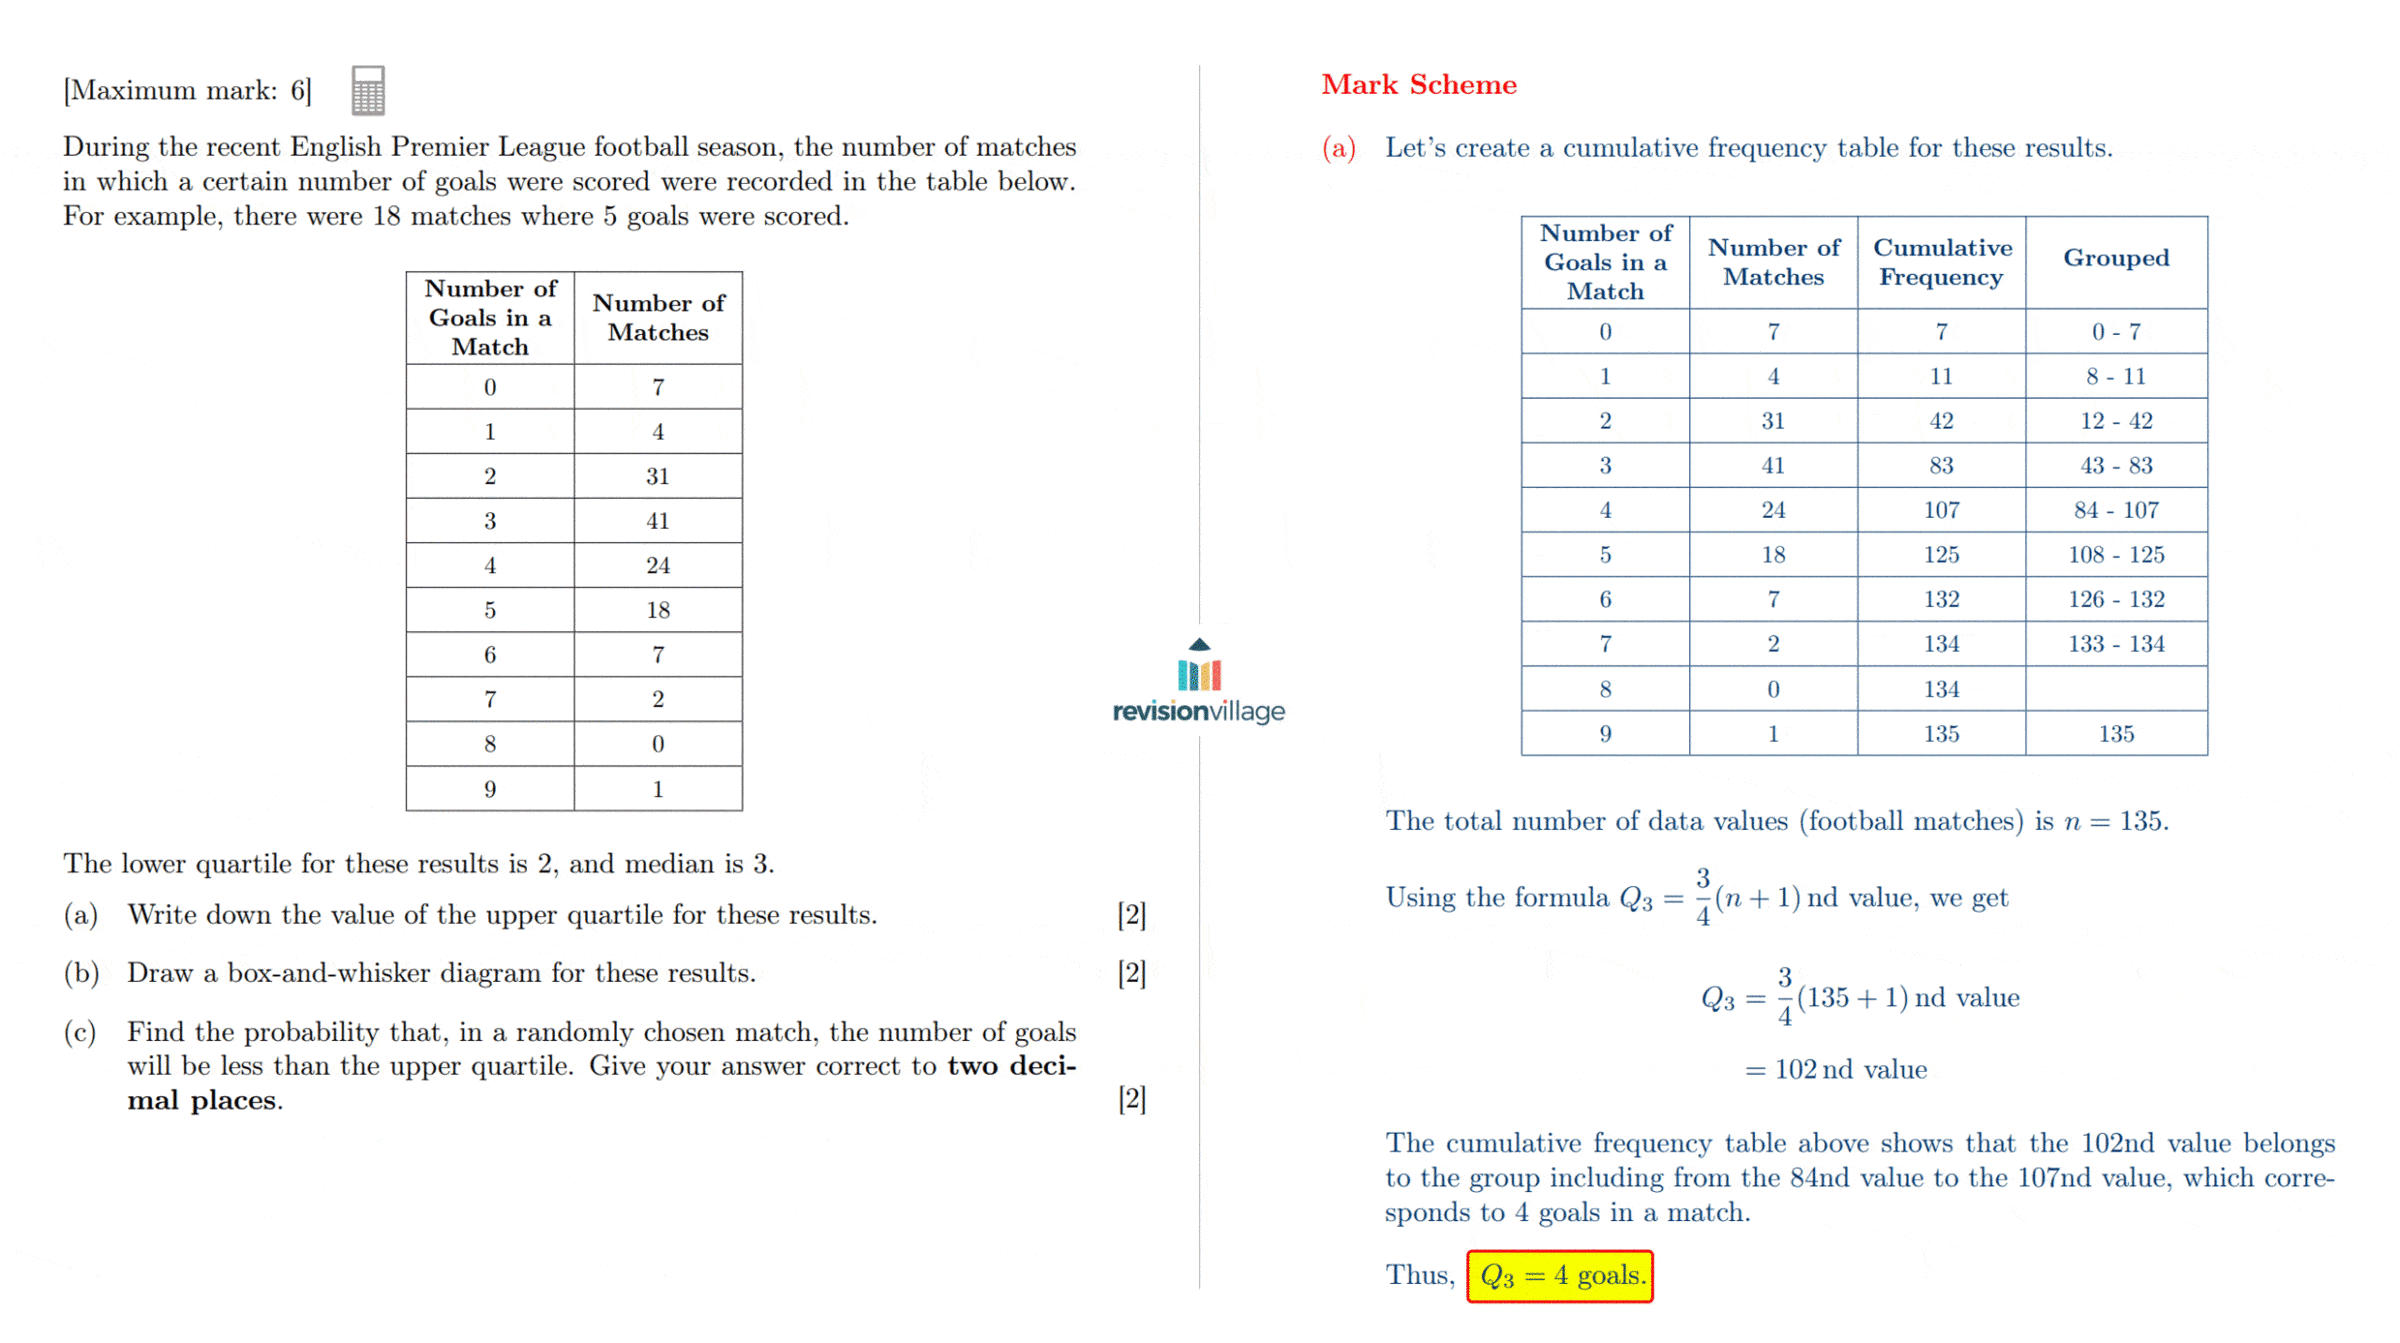 [Maximum mark: 6]
During the recent English Premier League football season, the number of matches
in which a certain number of goals were scored were recorded in the table below.
For example, there were 18 matches where 5 goals were scored.
Number of Goals in a Match Number of Matches
0 7
1 4
2 31
3 41
4 24
5 18
6 7
7 2
8 0
9 1
The lower quartile for these results is 2, and median is 3.
(a) Write down the value of the upper quartile for these results. [2]
(b) Draw a box-and-whisker diagram for these results. [2]
(c) Find the probability that, in a randomly chosen match, the number of goals
will be less than the upper quartile. Give your answer correct to two deci-
mal places. [2]
revisionvillage
Mark Scheme
(a) Let's create a cumulative frequency table for these results.
Number of Goals in a Match Number of Matches Cumulative Frequency Grouped
0 7 7 0 - 7
1 4 11 8 - 11
2 31 42 12 - 42
3 41 83 43 - 83
4 24 107 84 - 107
5 18 125 108 - 125
6 7 132 126 - 132
7 2 134 133 - 134
8 0 134
9 1 135 135
The total number of data values (football matches) is n = 135.
Using the formula Q₃ = 3/4 (n + 1) nd value, we get
Q₃ = 3/4 (135 + 1) nd value
= 102 nd value
The cumulative frequency table above shows that the 102nd value belongs
to the group including from the 84nd value to the 107nd value, which corre-
sponds to 4 goals in a match.
Thus, Q₃ = 4 goals.